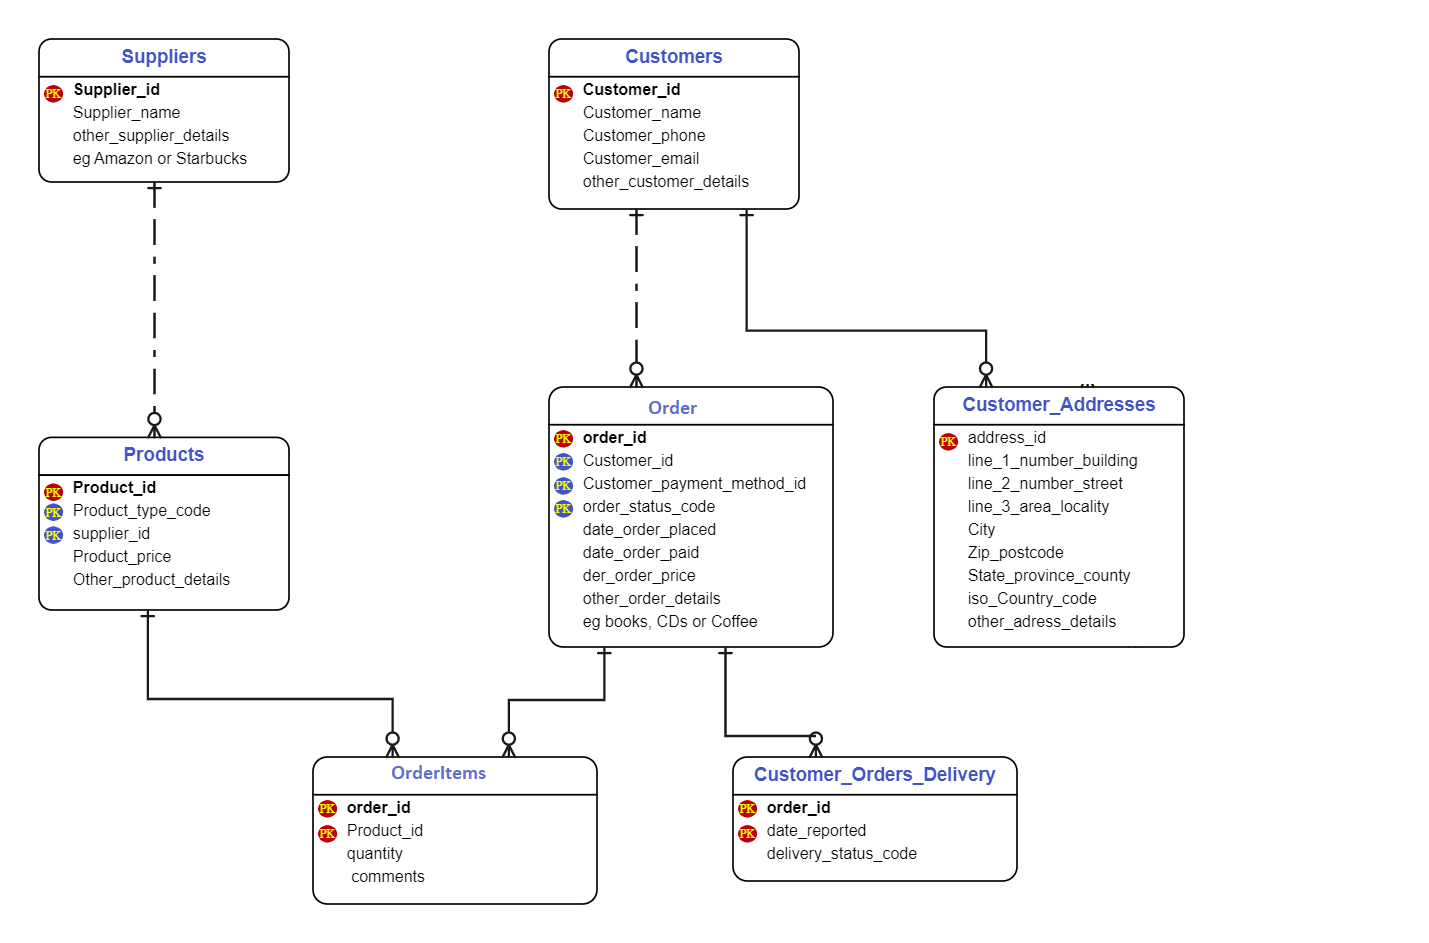 Suppliers
PK Supplier_id
Supplier_name
other_supplier_details
eg Amazon or Starbucks
Customers
PK Customer_id
Customer_name
Customer_phone
Customer_email
other_customer_details
Products
PK Product_id
PK Product_type_code
PK supplier_id
Product_price
Other_product_details
Order
PK order_id
PK Customer_id
PK Customer_payment_method_id
PK order_status_code
date_order_placed
date_order_paid
der_order_price
other_order_details
eg books, CDs or Coffee
Customer_Addresses
PK address_id
line_1_number_building
line_2_number_street
line_3_area_locality
City
Zip_postcode
State_province_county
iso_Country_code
other_adress_details
OrderItems
PK order_id
PK Product_id
quantity
comments
Customer_Orders_Delivery
PK order_id
PK date_reported
delivery_status_code